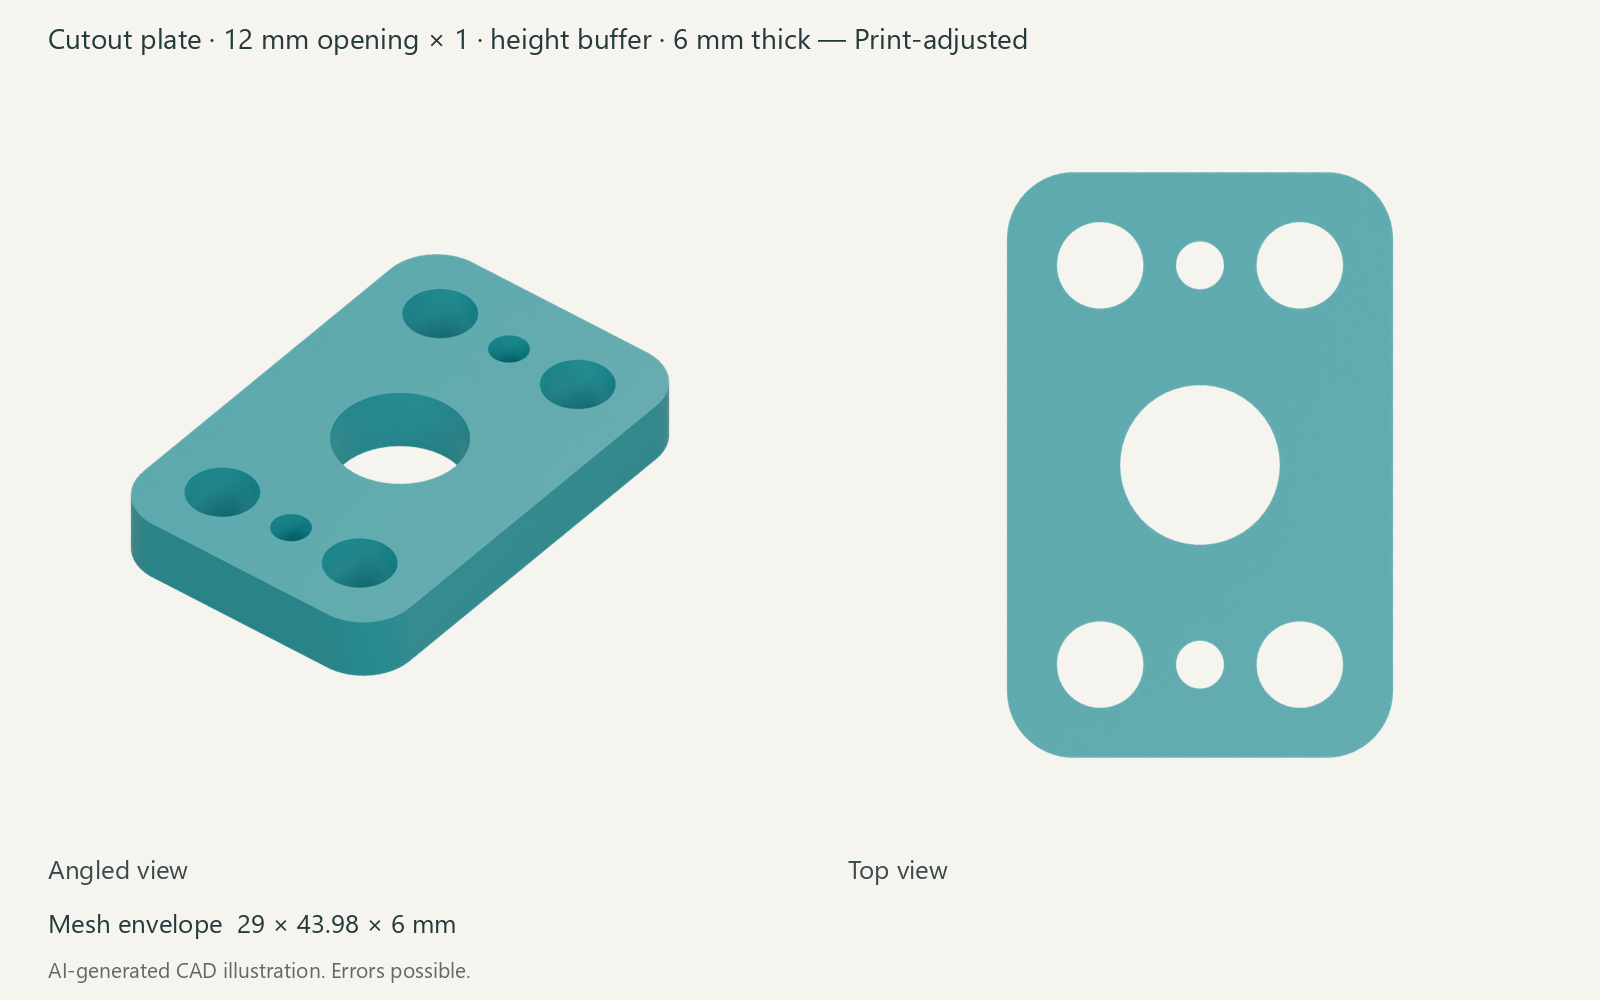 Cutout plate · 12 mm opening × 1 · height buffer · 6 mm thick — Print-adjusted
Angled view
Top view
Mesh envelope 29 × 43.98 × 6 mm
AI-generated CAD illustration. Errors possible.